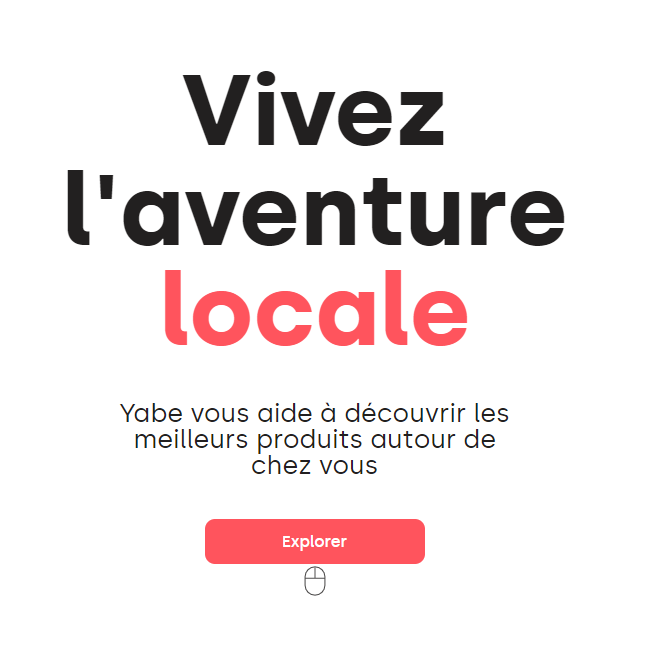 Vivez
l'aventure
locale
Yabe vous aide à découvrir les
meilleurs produits autour de
chez vous
Explorer